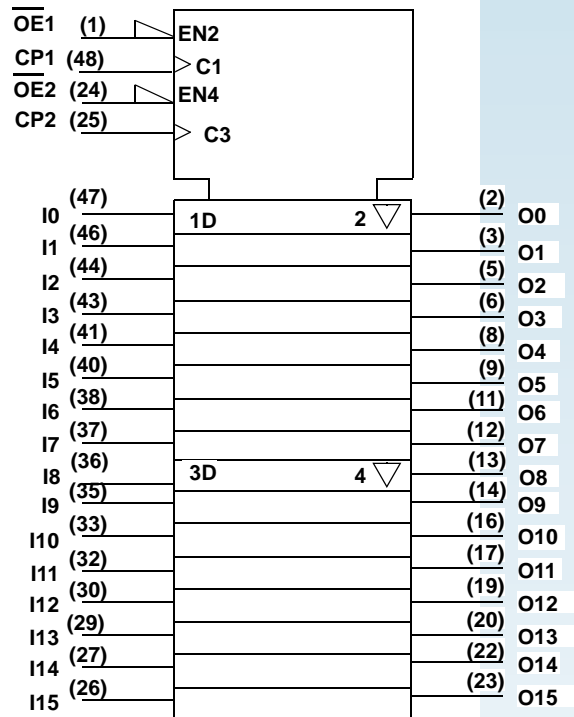 OE1 (1) EN2
CP1 (48) C1
OE2 (24) EN4
CP2 (25) C3
I0 (47) 1D 2 ▽ (2) O0
I1 (46) (3) O1
I2 (44) (5) O2
I3 (43) (6) O3
I4 (41) (8) O4
I5 (40) (9) O5
I6 (38) (11) O6
I7 (37) (12) O7
I8 (36) 3D 4 ▽ (13) O8
I9 (35) (14) O9
I10 (33) (16) O10
I11 (32) (17) O11
I12 (30) (19) O12
I13 (29) (20) O13
I14 (27) (22) O14
I15 (26) (23) O15